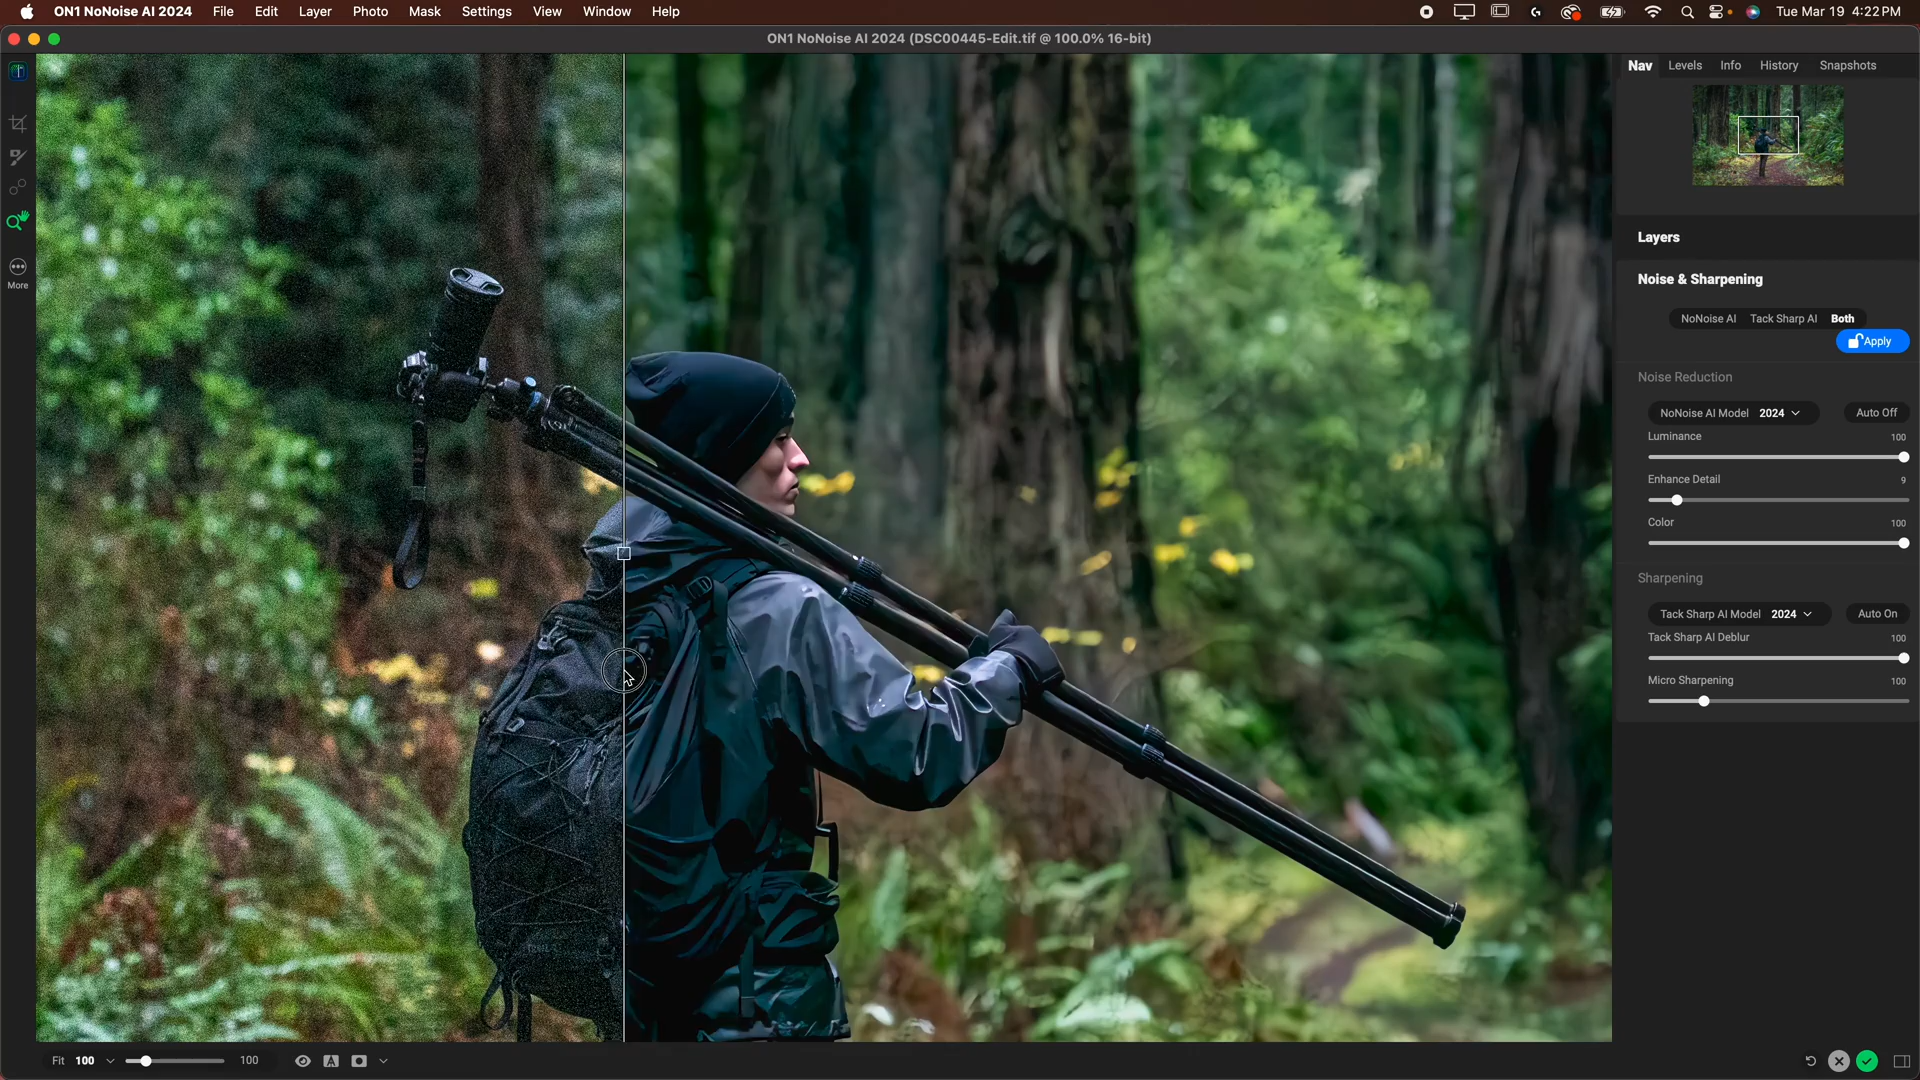 ON1 NoNoise AI 2024 File Edit Layer Photo Mask Settings View Window Help Tue Mar 19 4:22 PM
ON1 NoNoise AI 2024 (DSC00445-Edit.tif @ 100.0% 16-bit)
Nav Levels Info History Snapshots
More
Layers
Noise & Sharpening
NoNoise AI Tack Sharp AI Both
Apply
Noise Reduction
NoNoise AI Model 2024 Auto Off
Luminance 100
Enhance Detail 9
Color 100
Sharpening
Tack Sharp AI Model 2024 Auto On
Tack Sharp AI Deblur 100
Micro Sharpening 100
Fit 100 100 A